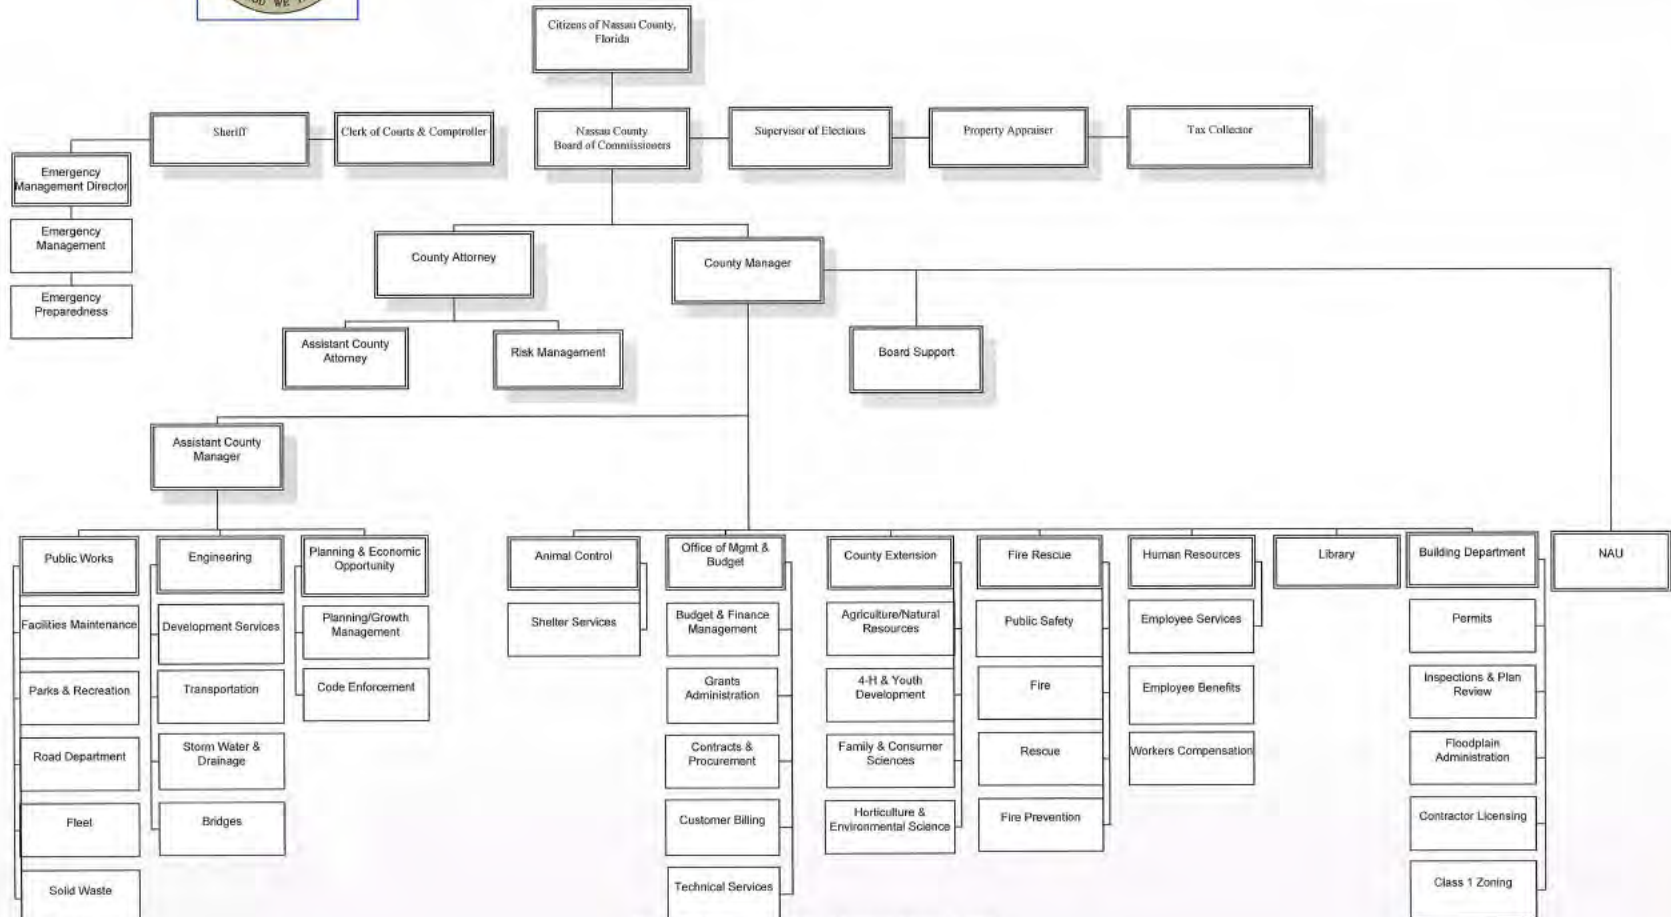 OD WE
Citizens of Nassau County,
Florida
Sheriff
Clerk of Courts & Comptroller
Nassau County
Board of Commissioners
Supervisor of Elections
Property Appraiser
Tax Collector
Emergency
Management Director
Emergency
Management
Emergency
Preparedness
County Attorney
County Manager
Assistant County
Attorney
Risk Management
Board Support
Assistant County
Manager
Public Works
Engineering
Planning & Economic
Opportunity
Animal Control
Office of Mgmt &
Budget
County Extension
Fire Rescue
Human Resources
Library
Building Department
NAU
Facilities Maintenance
Parks & Recreation
Road Department
Fleet
Solid Waste
Development Services
Transportation
Storm Water &
Drainage
Bridges
Planning/Growth
Management
Code Enforcement
Shelter Services
Budget & Finance
Management
Grants
Administration
Contracts &
Procurement
Customer Billing
Technical Services
Agriculture/Natural
Resources
4-H & Youth
Development
Family & Consumer
Sciences
Horticulture &
Environmental Science
Public Safety
Fire
Rescue
Fire Prevention
Employee Services
Employee Benefits
Workers Compensation
Permits
Inspections & Plan
Review
Floodplain
Administration
Contractor Licensing
Class 1 Zoning